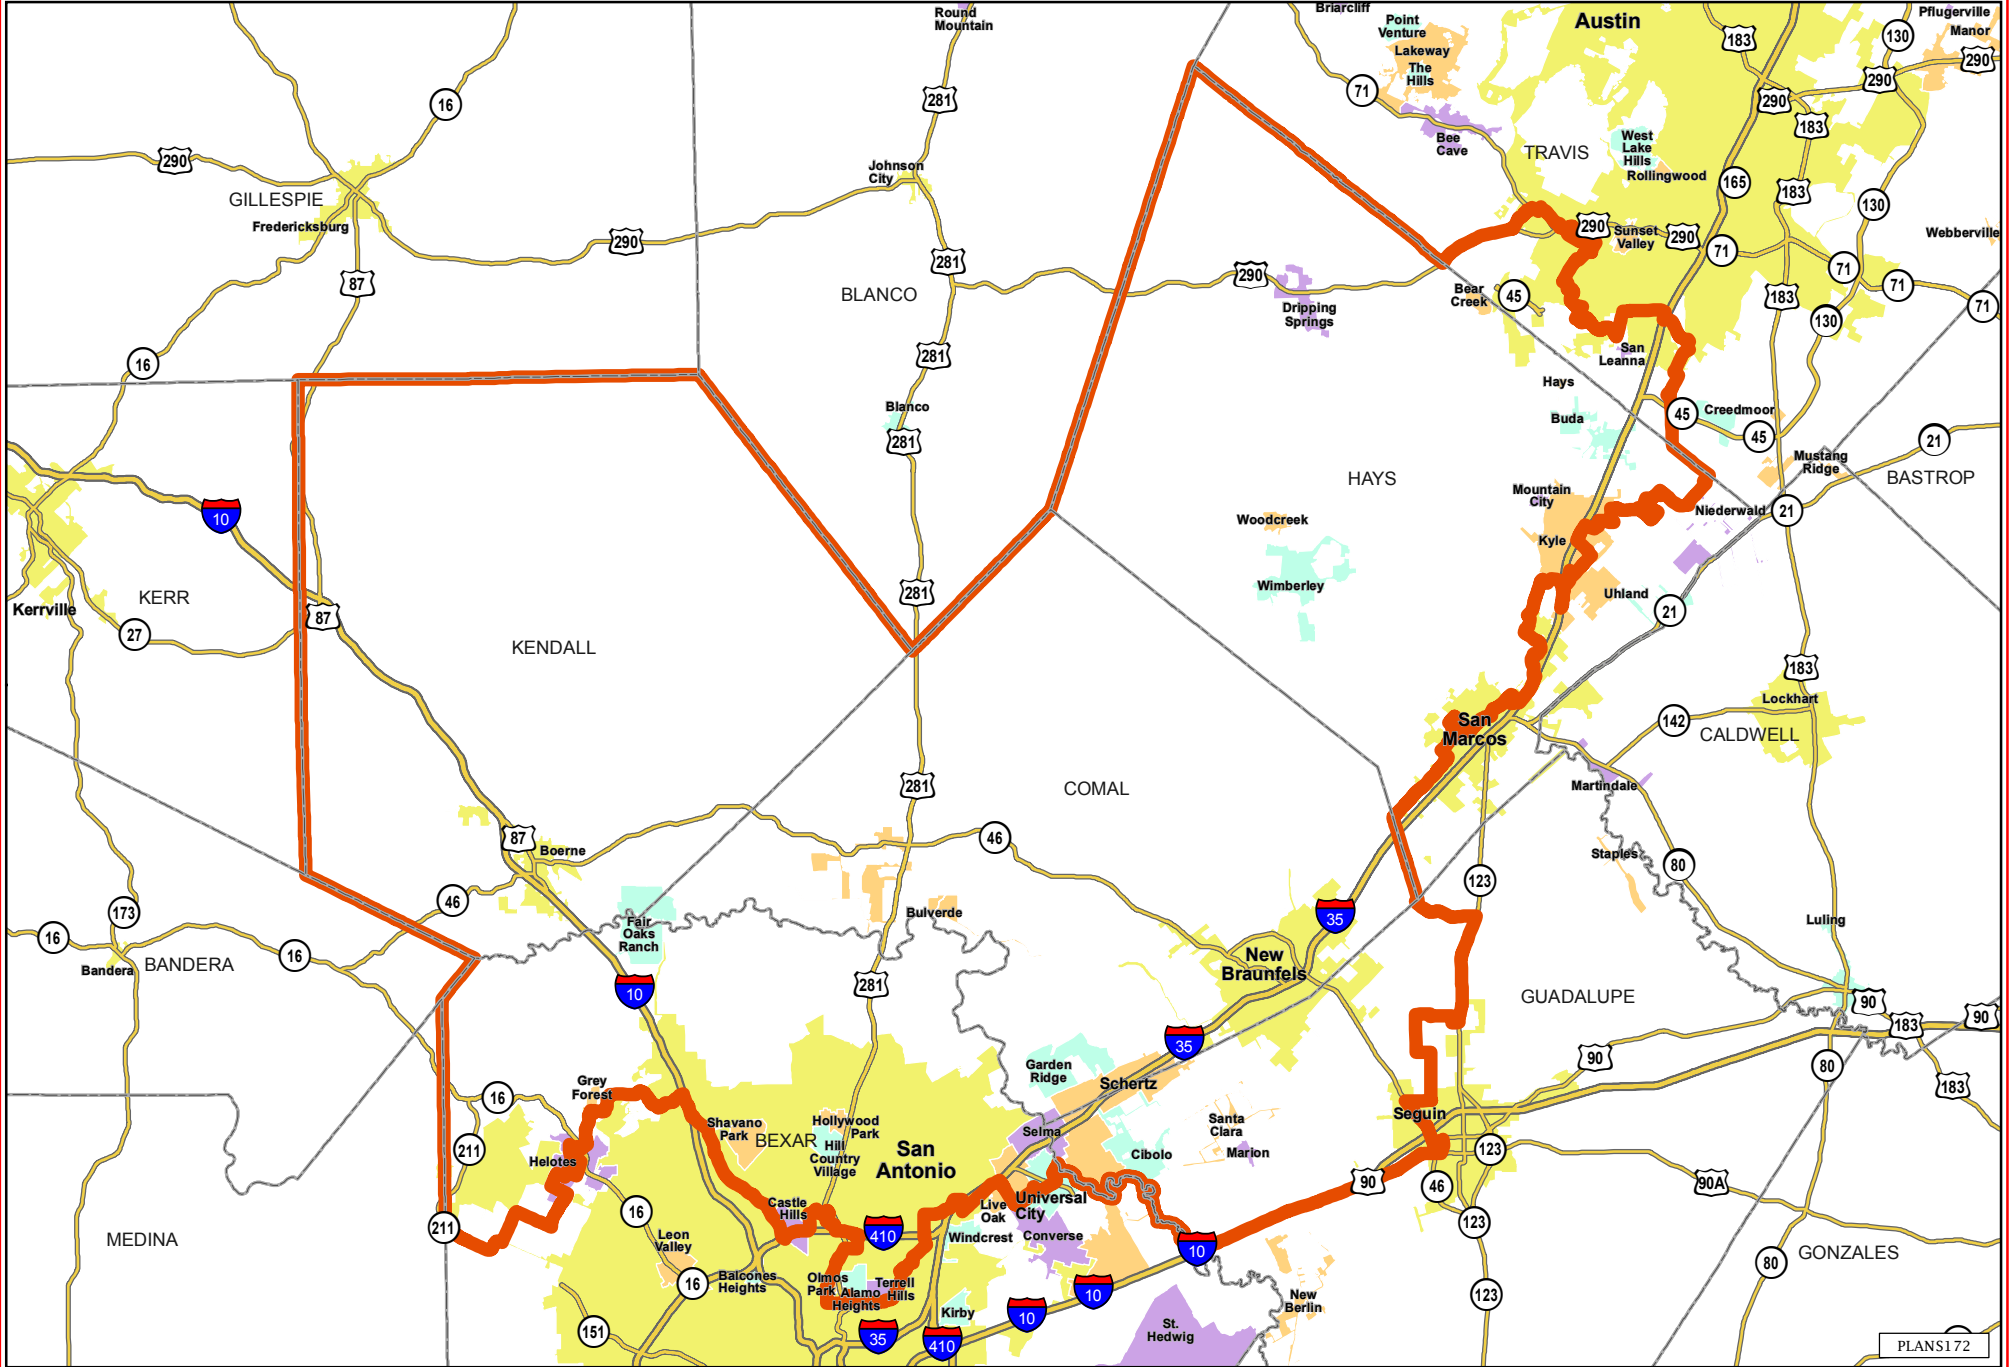 Round
Mountain
Briarcliff
Point
Venture
Lakeway
The
Hills
Austin
Pflugerville
Manor
183
130
290
290
16
281
71
290
183
Bee
Cave
TRAVIS
West
Lake
Hills
Rollingwood
165
183
130
290
GILLESPIE
Fredericksburg
Johnson
City
290
281
87
BLANCO
290
Dripping
Springs
290
Sunset
Valley
290
71
71
71
71
Webberville
Bear
Creek
45
183
130
16
281
San
Leanna
Hays
Buda
Blanco
281
45
Creedmoor
45
Mustang
Ridge
21
BASTROP
10
HAYS
Mountain
City
Woodcreek
Niederwald
21
Kyle
Wimberley
281
Uhland
21
KERR
Kerrville
27
87
KENDALL
183
Lockhart
San
Marcos
142
CALDWELL
281
COMAL
Martindale
87
Boerne
46
Staples
80
123
46
173
16
Bandera
BANDERA
16
Fair
Oaks
Ranch
Bulverde
35
Luling
New
Braunfels
10
281
GUADALUPE
90
183
90
35
Garden
Ridge
Schertz
90
80
183
Grey
Forest
16
Seguin
Shavano
Park
BEXAR
Hollywood
Park
Hill
Country
Village
San
Antonio
Selma
Santa
Clara
Marion
Cibolo
211
Helotes
123
90
46
90A
123
Castle
Hills
Live
Oak
Universal
City
16
211
MEDINA
Leon
Valley
410
Windcrest
Converse
10
GONZALES
80
16
Balcones
Heights
Olmos
Park
Alamo
Heights
Terrell
Hills
10
10
Kirby
New
Berlin
123
151
35
410
St.
Hedwig
PLANS172